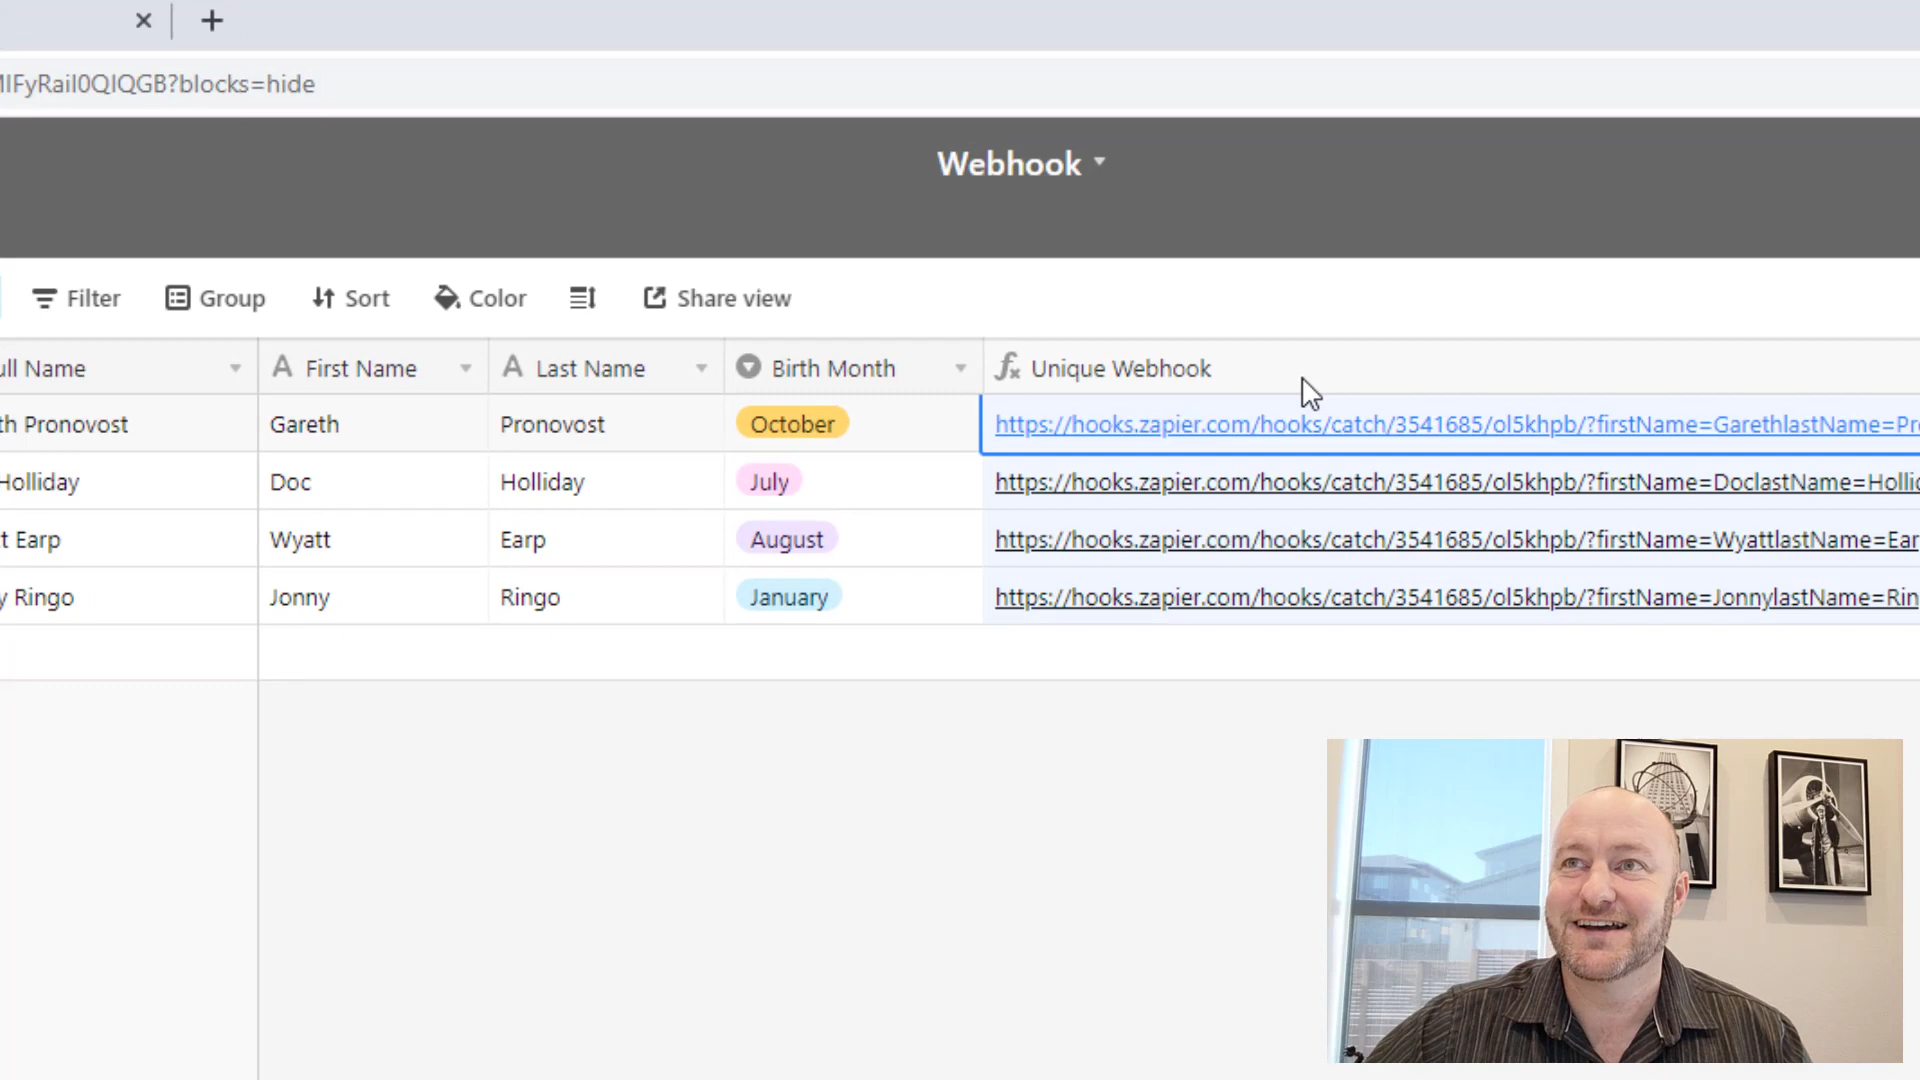 MIFyRail0QIQGB?blocks=hide
Webhook
Filter Group Sort Color Share view
ull Name First Name Last Name Birth Month Unique Webhook
th Pronovost Gareth Pronovost October https://hooks.zapier.com/hooks/catch/3541685/ol5khpb/?firstName=GarethlastName=Pro
Holliday Doc Holliday July https://hooks.zapier.com/hooks/catch/3541685/ol5khpb/?firstName=DoclastName=Hollid
t Earp Wyatt Earp August https://hooks.zapier.com/hooks/catch/3541685/ol5khpb/?firstName=WyattlastName=Ear
y Ringo Jonny Ringo January https://hooks.zapier.com/hooks/catch/3541685/ol5khpb/?firstName=JonnylastName=Rin